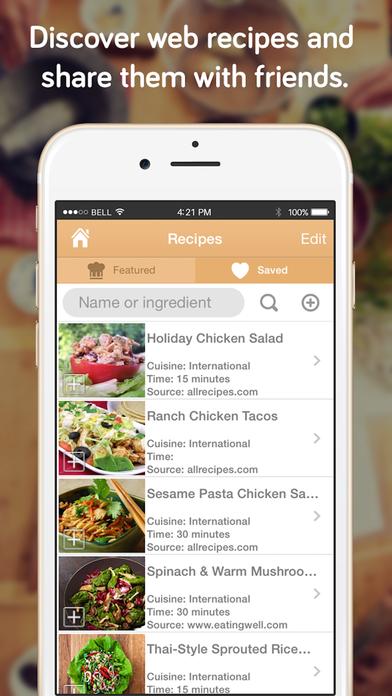 Discover web recipes and
share them with friends.
BELL 4:21 PM 100%
Recipes Edit
Featured Saved
Name or ingredient
Holiday Chicken Salad
Cuisine: International
Time: 15 minutes
Source: allrecipes.com
Ranch Chicken Tacos
Cuisine: International
Time:
Source: allrecipes.com
Sesame Pasta Chicken Sa...
Cuisine: International
Time: 30 minutes
Source: allrecipes.com
Spinach & Warm Mushroo...
Cuisine: International
Time: 30 minutes
Source: www.eatingwell.com
Thai-Style Sprouted Rice...
Cuisine: International
Time: 15 minutes